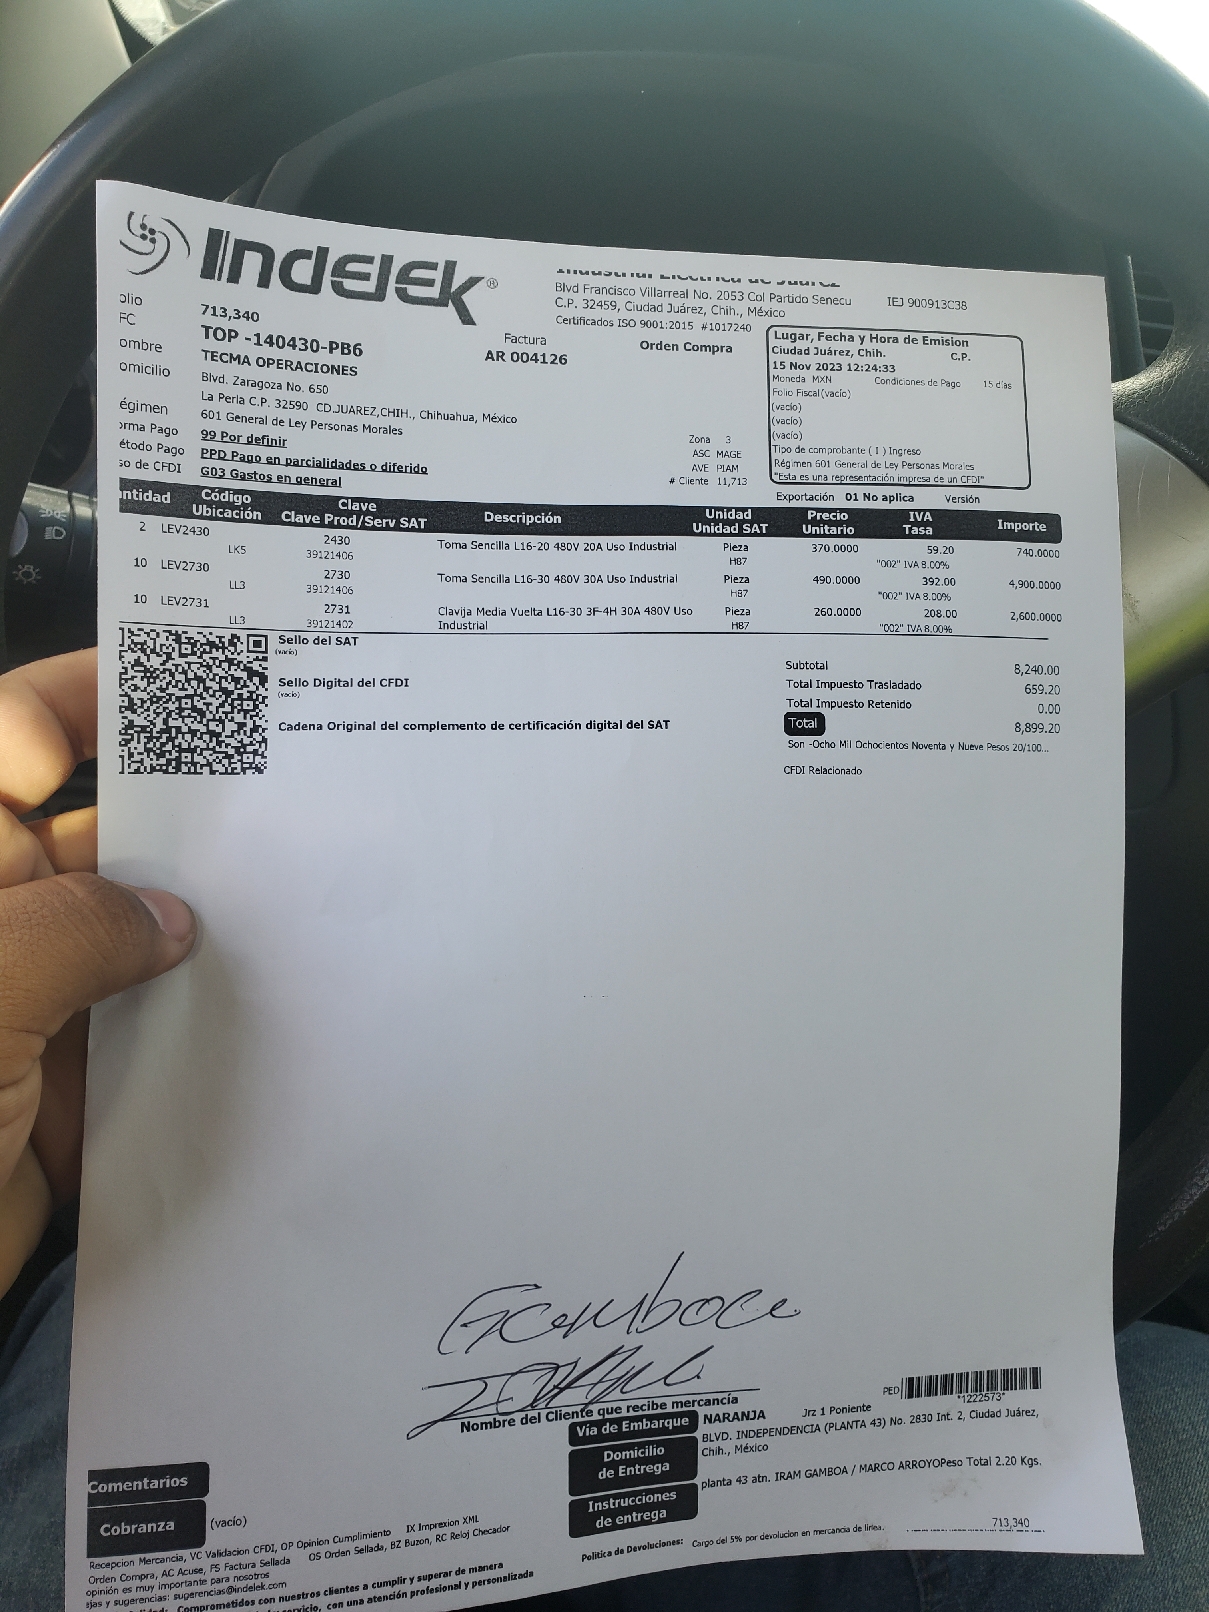 Indelek®
Industrial Electrica de Juarez
Blvd Francisco Villarreal No. 2053 Col Partido Senecu
IEJ 900913C38
C.P. 32459, Ciudad Juárez, Chih., México
Certificados ISO 9001:2015 #1017240
olio 713,340
FC TOP -140430-PB6
ombre TECMA OPERACIONES
omicilio Blvd. Zaragoza No. 650
La Perla C.P. 32590 CD.JUAREZ,CHIH., Chihuahua, México
égimen 601 General de Ley Personas Morales
orma Pago 99 Por definir
étodo Pago PPD Pago en parcialidades o diferido
so de CFDI G03 Gastos en general
Factura
AR 004126
Orden Compra
Zona 3
ASC MAGE
AVE PIAM
# Cliente 11,713
Lugar, Fecha y Hora de Emision
Ciudad Juárez, Chih. C.P.
15 Nov 2023 12:24:33
Moneda MXN Condiciones de Pago 15 días
Folio Fiscal(vacío)
(vacío)
(vacío)
(vacío)
Tipo de comprobante ( I ) Ingreso
Régimen 601 General de Ley Personas Morales
"Esta es una representación impresa de un CFDI"
Exportación 01 No aplica Versión
antidad Código Clave Descripción Unidad Precio IVA Importe
Ubicación Clave Prod/Serv SAT Unidad SAT Unitario Tasa
2 LEV2430 2430 Toma Sencilla L16-20 480V 20A Uso Industrial Pieza 370.0000 59.20 740.0000
LK5 39121406 H87 "002" IVA 8.00%
10 LEV2730 2730 Toma Sencilla L16-30 480V 30A Uso Industrial Pieza 490.0000 392.00 4,900.0000
LL3 39121406 H87 "002" IVA 8.00%
10 LEV2731 2731 Clavija Media Vuelta L16-30 3F-4H 30A 480V Uso Pieza 260.0000 208.00 2,600.0000
LL3 39121402 Industrial H87 "002" IVA 8.00%
Sello del SAT
(vacío)
Sello Digital del CFDI
(vacío)
Cadena Original del complemento de certificación digital del SAT
Subtotal 8,240.00
Total Impuesto Trasladado 659.20
Total Impuesto Retenido 0.00
Total 8,899.20
Son -Ocho Mil Ochocientos Noventa y Nueve Pesos 20/100...
CFDI Relacionado
Gamboa
Nombre del Cliente que recibe mercancía
PED *1222573*
Vía de Embarque NARANJA Jrz 1 Poniente
Domicilio de Entrega BLVD. INDEPENDENCIA (PLANTA 43) No. 2830 Int. 2, Ciudad Juárez,
Chih., México
Instrucciones de entrega planta 43 atn. IRAM GAMBOA / MARCO ARROYOPeso Total 2.20 Kgs.
Comentarios
Cobranza (vacío)
713,340
Recepcion Mercancia, VC Validacion CFDI, OP Opinion Cumplimiento IX Imprexion XML
Orden Compra, AC Acuse, FS Factura Sellada OS Orden Sellada, BZ Buzon, RC Reloj Checador
opinión es muy importante para nosotros
ejas y sugerencias: sugerencias@indelek.com
Politica de Devoluciones: Cargo del 5% por devolucion en mercancia de linea.
Comprometidos con nuestros clientes a cumplir y superar de manera
servicio, con una atención profesional y personalizada